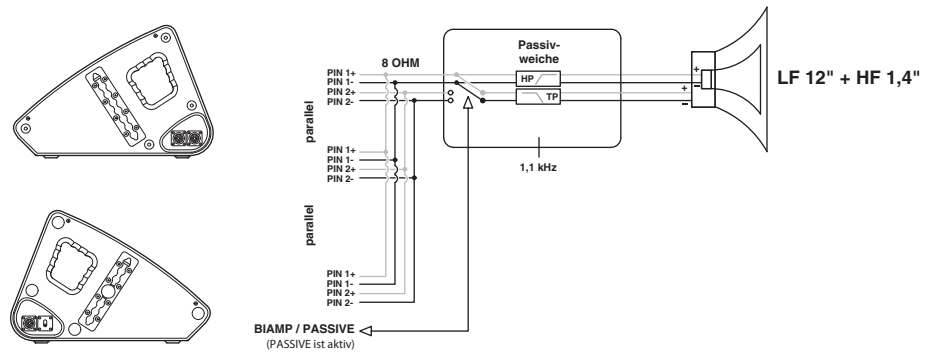 8 OHM
PIN 1+
PIN 1-
PIN 2+
PIN 2-
parallel
PIN 1+
PIN 1-
PIN 2+
PIN 2-
parallel
PIN 1+
PIN 1-
PIN 2+
PIN 2-
BIAMP / PASSIVE
(PASSIVE ist aktiv)
Passiv-
weiche
HP
TP
1,1 kHz
+
-
+
-
LF 12" + HF 1,4"